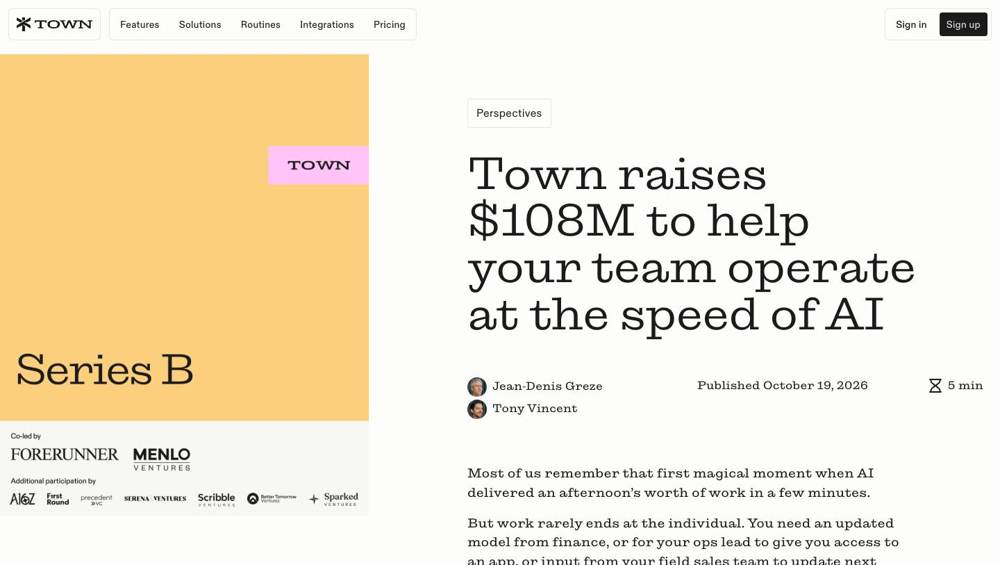 TOWN
Features
Solutions
Routines
Integrations
Pricing
Sign in
Sign up
TOWN
Series B
Co-led by
FORERUNNER
MENLO
VENTURES
Additional participation by
A16Z
First
Round
precedent
vc
SERENA VENTURES
Scribble
VENTURES
Better Tomorrow
Ventures
Sparked
VENTURES
Perspectives
Town raises
$108M to help
your team operate
at the speed of AI
Jean-Denis Greze
Tony Vincent
Published October 19, 2026
5 min
Most of us remember that first magical moment when AI
delivered an afternoon’s worth of work in a few minutes.
But work rarely ends at the individual. You need an updated
model from finance, or for your ops lead to give you access to
an app, or input from your field sales team to update next